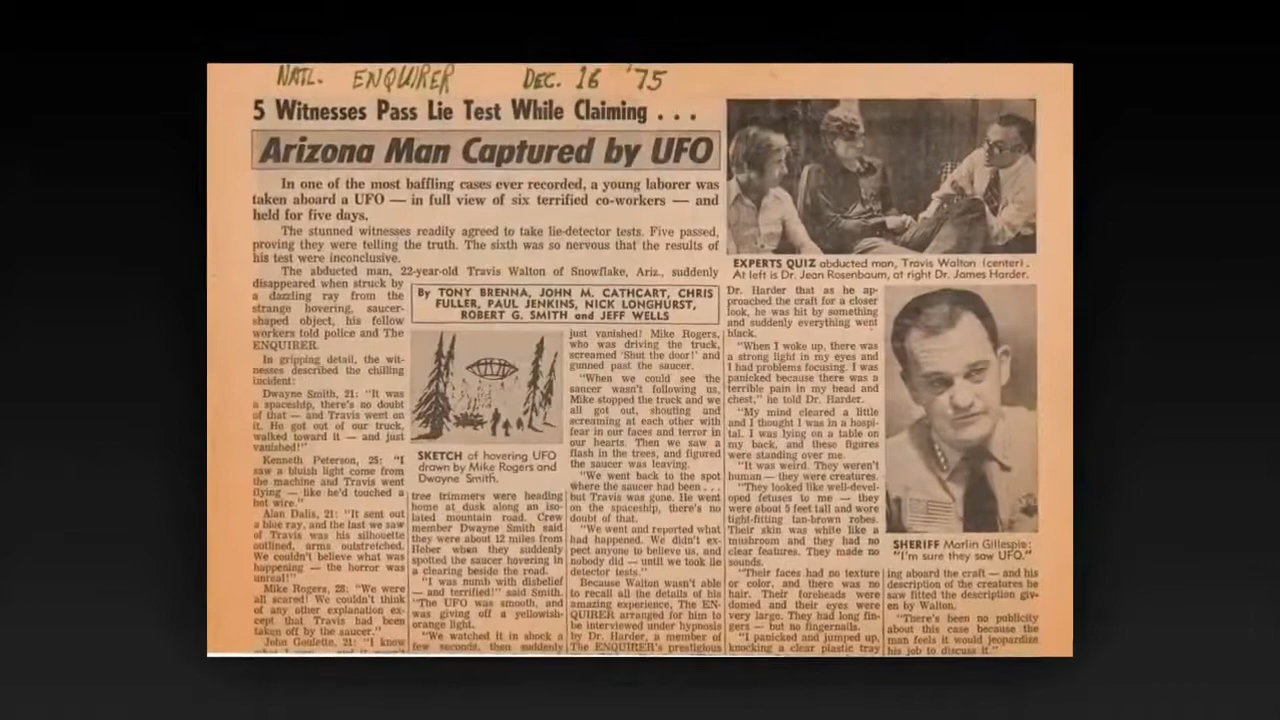 NATL. ENQUIRER DEC. 16 '75
5 Witnesses Pass Lie Test While Claiming . . .
Arizona Man Captured by UFO
In one of the most baffling cases ever recorded, a young laborer was
taken aboard a UFO — in full view of six terrified co-workers — and
held for five days.
The stunned witnesses readily agreed to take lie-detector tests. Five passed,
proving they were telling the truth. The sixth was so nervous that the results of
his test were inconclusive.
The abducted man, 22-year-old Travis Walton of Snowflake, Ariz., suddenly
disappeared when struck by
a dazzling ray from the
strange hovering, saucer-
shaped object, his fellow
workers told police and The
ENQUIRER.
In gripping detail, the wit-
nesses described the chilling
incident:
Dwayne Smith, 21: "It was
a spaceship, there's no doubt
of that — and Travis went on
it. He got out of our truck,
walked toward it — and just
vanished!"
Kenneth Peterson, 25: "I
saw a bluish light come from
the machine and Travis went
flying — like he'd touched a
hot wire."
Alan Dalis, 21: "It sent out
a blue ray, and the last we saw
of Travis was his silhouette
outlined, arms outstretched.
We couldn't believe what was
happening — the horror was
unreal!"
Mike Rogers, 28: "We were
all scared! We couldn't think
of any other explanation ex-
cept that Travis had been
taken off by the saucer."
John Goulette, 21: "I know
By TONY BRENNA, JOHN M. CATHCART, CHRIS
FULLER, PAUL JENKINS, NICK LONGHURST,
ROBERT G. SMITH and JEFF WELLS
SKETCH of hovering UFO
drawn by Mike Rogers and
Dwayne Smith.
tree trimmers were heading
home at dusk along an iso-
lated mountain road. Crew
member Dwayne Smith said
they were about 12 miles from
Heber when they suddenly
spotted the saucer hovering in
a clearing beside the road.
"I was numb with disbelief
— and terrified!" said Smith.
"The UFO was smooth, and
was giving off a yellowish-
orange light.
"We watched it in shock a
few seconds, then suddenly
just vanished! Mike Rogers,
who was driving the truck,
screamed 'Shut the door!' and
gunned past the saucer.
"When we could see the
saucer wasn't following us,
Mike stopped the truck and we
all got out, shouting and
screaming at each other with
fear in our faces and terror in
our hearts. Then we saw a
flash in the trees, and figured
the saucer was leaving.
"We went back to the spot
where the saucer had been . . .
but Travis was gone. He went
on the spaceship, there's no
doubt of that.
"We went and reported what
had happened. We didn't ex-
pect anyone to believe us, and
nobody did — until we took lie
detector tests."
Because Walton wasn't able
to recall all the details of his
amazing experience, The EN-
QUIRER arranged for him to
be interviewed under hypnosis
by Dr. Harder, a member of
The ENQUIRER's prestigious
EXPERTS QUIZ abducted man, Travis Walton (center).
At left is Dr. Jean Rosenbaum, at right Dr. James Harder.
Dr. Harder that as he ap-
proached the craft for a closer
look, he was hit by something
and suddenly everything went
black.
"When I woke up, there was
a strong light in my eyes and
I had problems focusing. I was
panicked because there was a
terrible pain in my head and
chest," he told Dr. Harder.
"My mind cleared a little
and I thought I was in a hospi-
tal. I was lying on a table on
my back, and these figures
were standing over me.
"It was weird. They weren't
human — they were creatures.
"They looked like well-devel-
oped fetuses to me — they
were about 5 feet tall and wore
tight-fitting tan-brown robes.
Their skin was white like a
mushroom and they had no
clear features. They made no
sounds.
"Their faces had no texture
or color, and there was no
hair. Their foreheads were
domed and their eyes were
very large. They had long fin-
gers — but no fingernails.
"I panicked and jumped up,
knocking a clear plastic tray
SHERIFF Marlin Gillespie:
"I'm sure they saw UFO."
ing aboard the craft — and his
description of the creatures he
saw fitted the description giv-
en by Walton.
"There's been no publicity
about this case because the
man feels it would jeopardize
his job to discuss it."